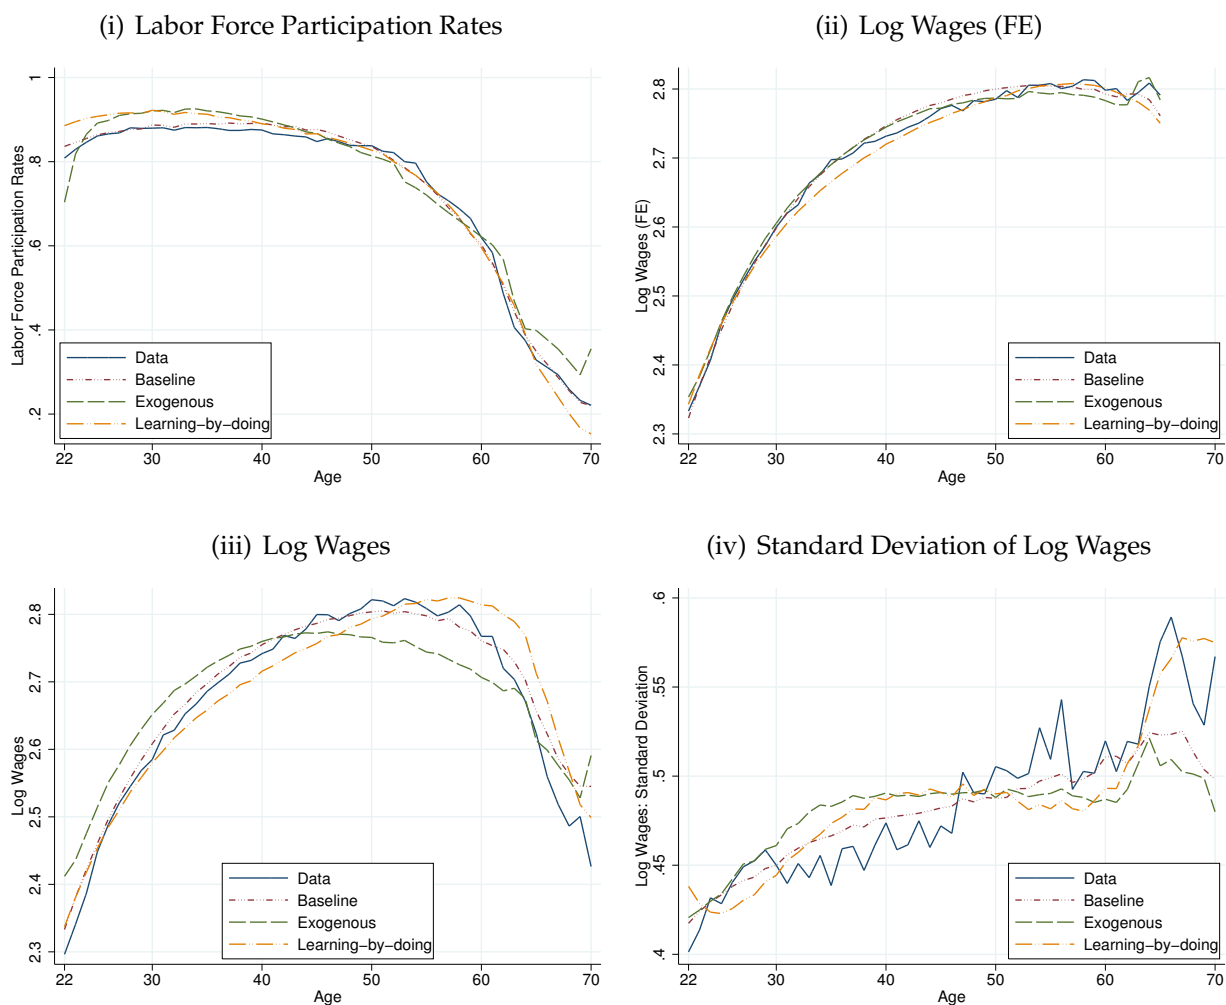 (i) Labor Force Participation Rates
Labor Force Participation Rates
1
.8
.6
.4
.2
Data
Baseline
Exogenous
Learning−by−doing
22 30 40 50 60 70
Age
(ii) Log Wages (FE)
Log Wages (FE)
2.8
2.7
2.6
2.5
2.4
2.3
Data
Baseline
Exogenous
Learning−by−doing
22 30 40 50 60 70
Age
(iii) Log Wages
Log Wages
2.8
2.7
2.6
2.5
2.4
2.3
Data
Baseline
Exogenous
Learning−by−doing
22 30 40 50 60 70
Age
(iv) Standard Deviation of Log Wages
Log Wages: Standard Deviation
.6
.55
.5
.45
.4
Data
Baseline
Exogenous
Learning−by−doing
22 30 40 50 60 70
Age